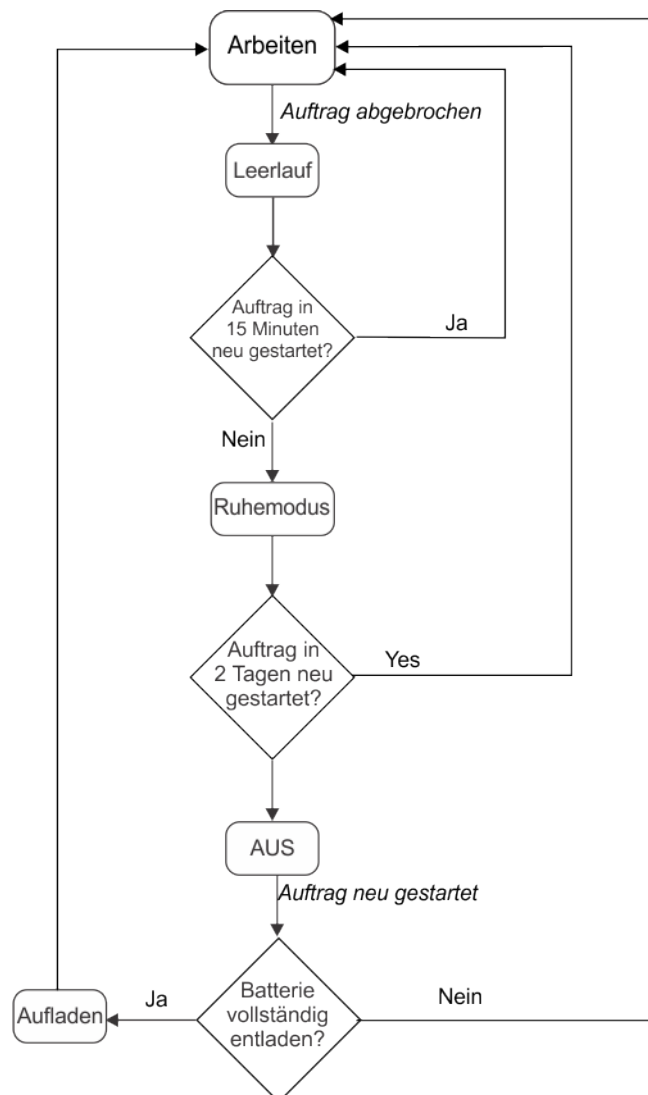 Arbeiten
Auftrag abgebrochen
Leerlauf
Auftrag in
15 Minuten
neu gestartet?
Ja
Nein
Ruhemodus
Auftrag in
2 Tagen neu
gestartet?
Yes
AUS
Auftrag neu gestartet
Batterie
vollständig
entladen?
Ja
Nein
Aufladen